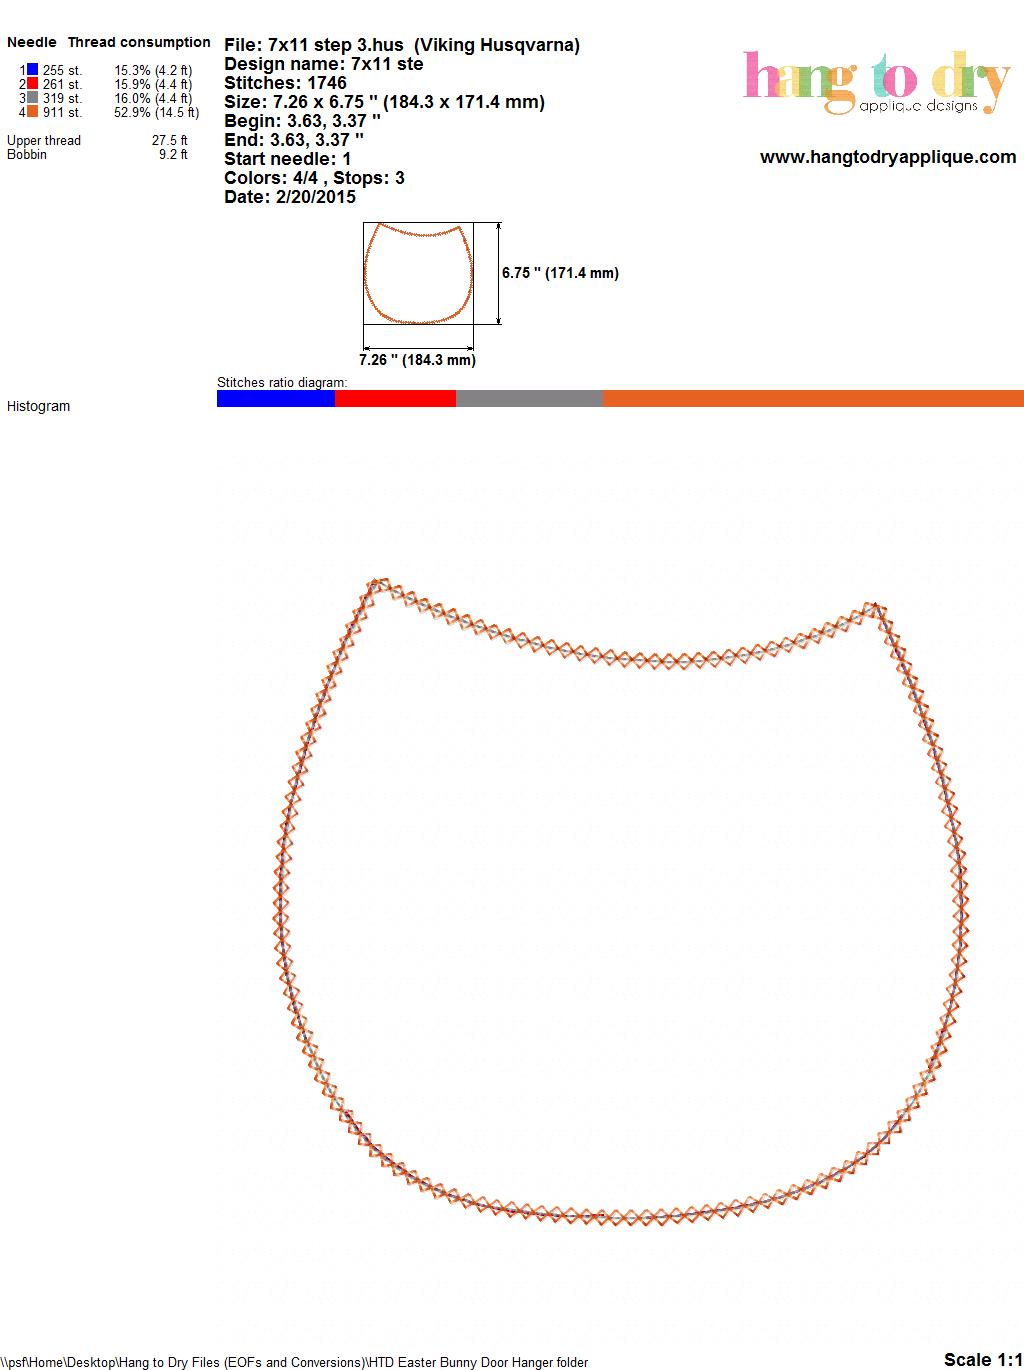 Needle Thread consumption
1 255 st. 15.3% (4.2 ft)
2 261 st. 15.9% (4.4 ft)
3 319 st. 16.0% (4.4 ft)
4 911 st. 52.9% (14.5 ft)
Upper thread 27.5 ft
Bobbin 9.2 ft
File: 7x11 step 3.hus (Viking Husqvarna)
Design name: 7x11 ste
Stitches: 1746
Size: 7.26 x 6.75 " (184.3 x 171.4 mm)
Begin: 3.63, 3.37 "
End: 3.63, 3.37 "
Start needle: 1
Colors: 4/4 , Stops: 3
Date: 2/20/2015
hang to dry
applique designs
www.hangtodryapplique.com
6.75 " (171.4 mm)
7.26 " (184.3 mm)
Stitches ratio diagram:
Histogram
\\psf\Home\Desktop\Hang to Dry Files (EOFs and Conversions)\HTD Easter Bunny Door Hanger folder
Scale 1:1